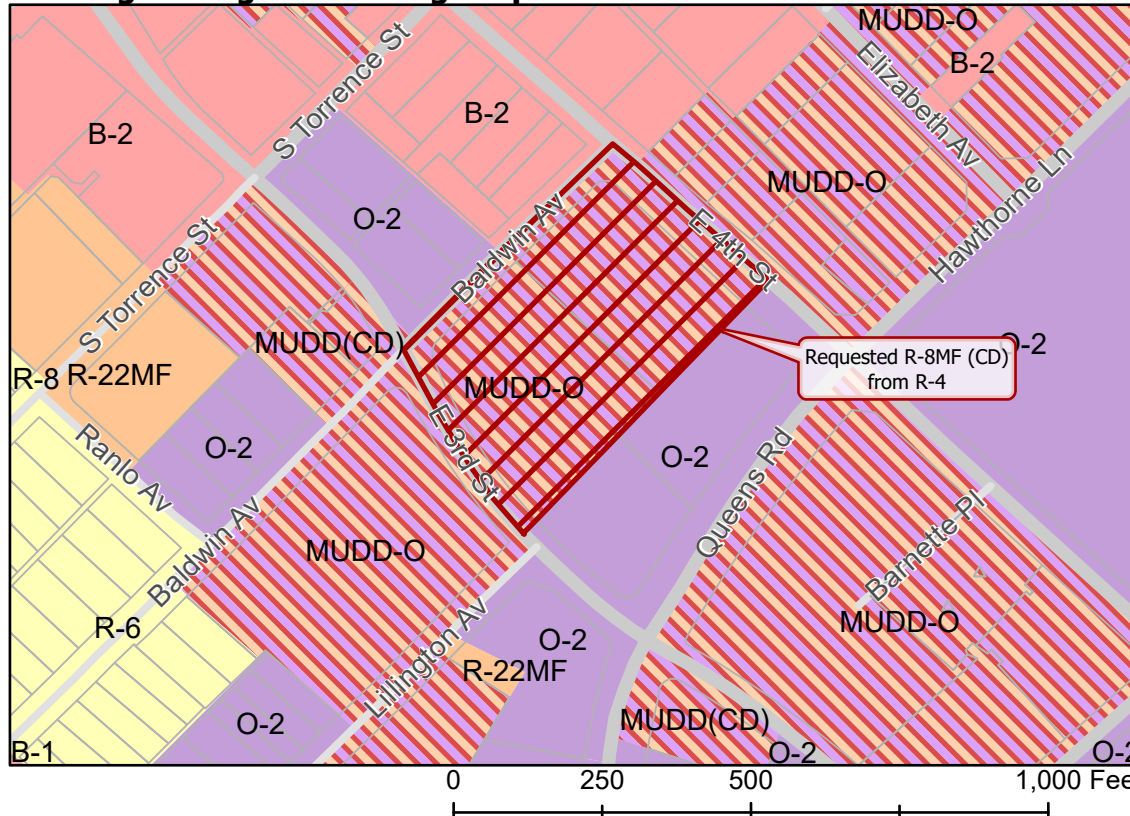 MUDD-O
B-2
Elizabeth Av
S Torrence St
B-2
B-2
MUDD-O
Hawthorne Ln
O-2
Baldwin Av
E 4th St
S Torrence St
MUDD(CD)
O-2
Requested R-8MF (CD)
from R-4
R-8
R-22MF
MUDD-O
E 3rd St
O-2
Ranlo Av
O-2
Queens Rd
Baldwin Av
MUDD-O
Barnette Pl
R-6
MUDD-O
Lillington Av
O-2
R-22MF
O-2
MUDD(CD)
B-1
O-2
O-2
0 250 500 1,000 Fee